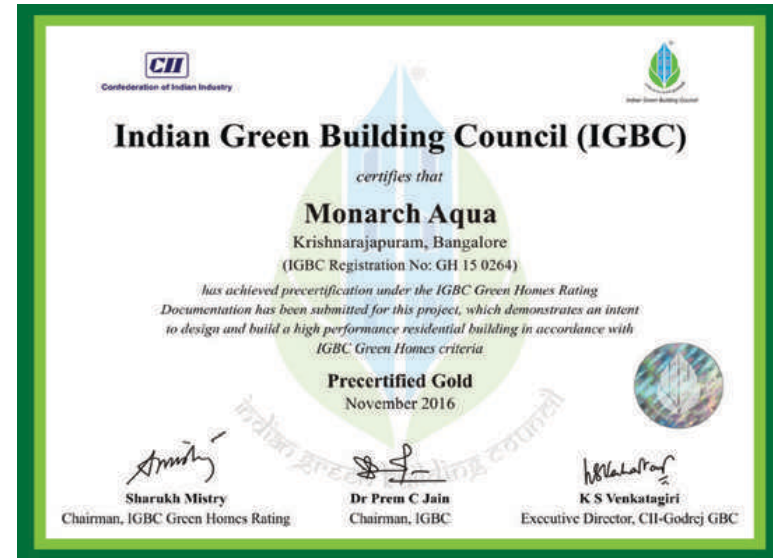 CII
Confederation of Indian Industry
Indian Green Building Council
Indian Green Building Council (IGBC)
certifies that
Monarch Aqua
Krishnarajapuram, Bangalore
(IGBC Registration No: GH 15 0264)
has achieved precertification under the IGBC Green Homes Rating
Documentation has been submitted for this project, which demonstrates an intent
to design and build a high performance residential building in accordance with
IGBC Green Homes criteria
Precertified Gold
November 2016
indian green building council
Sharukh Mistry
Chairman, IGBC Green Homes Rating
Dr Prem C Jain
Chairman, IGBC
K S Venkatagiri
Executive Director, CII-Godrej GBC